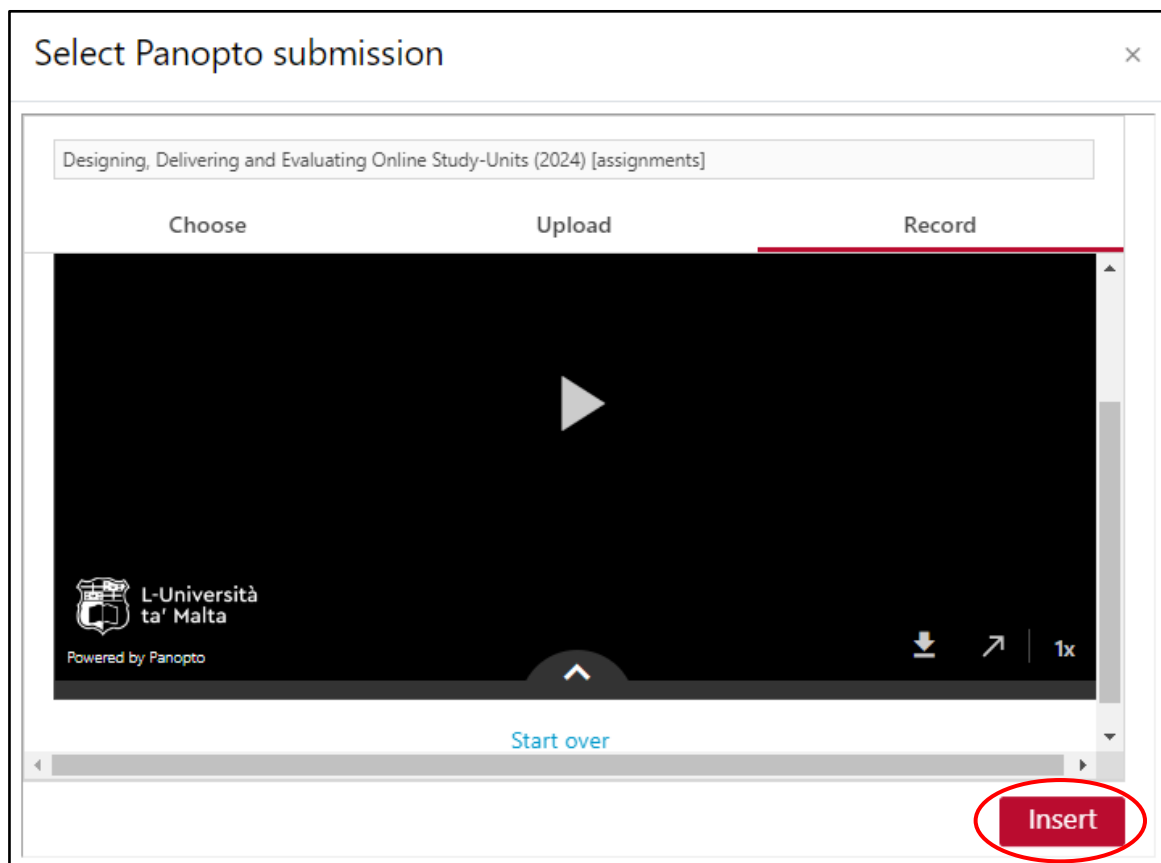 Select Panopto submission
Designing, Delivering and Evaluating Online Study-Units (2024) [assignments]
Choose Upload Record
L-Università
ta' Malta
Powered by Panopto
1x
Start over
Insert